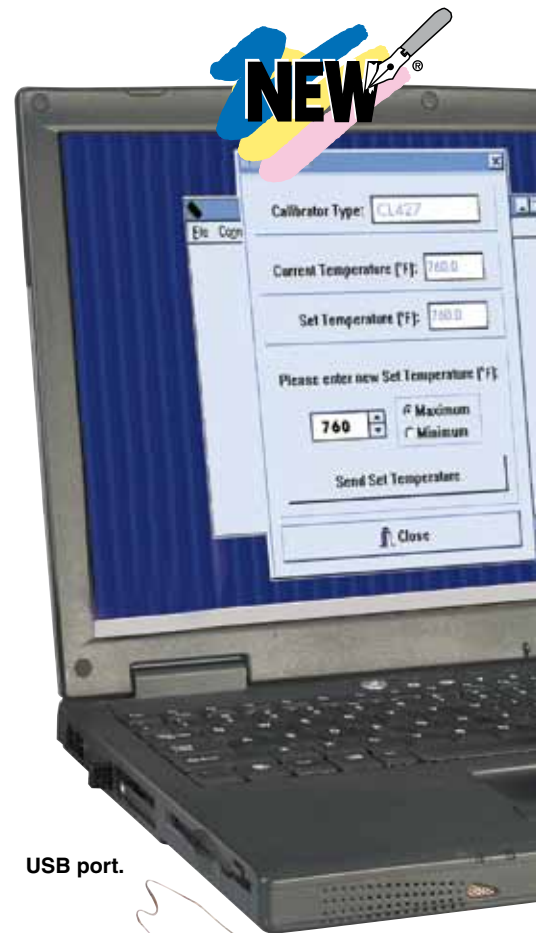 NEW ®
Calibrator Type: CL427
Current Temperature [°F]: 760.0
Set Temperature [°F]: 760.0
Please enter new Set Temperature [°F]:
760 Maximum
Minimum
Send Set Temperature
Close
USB port.